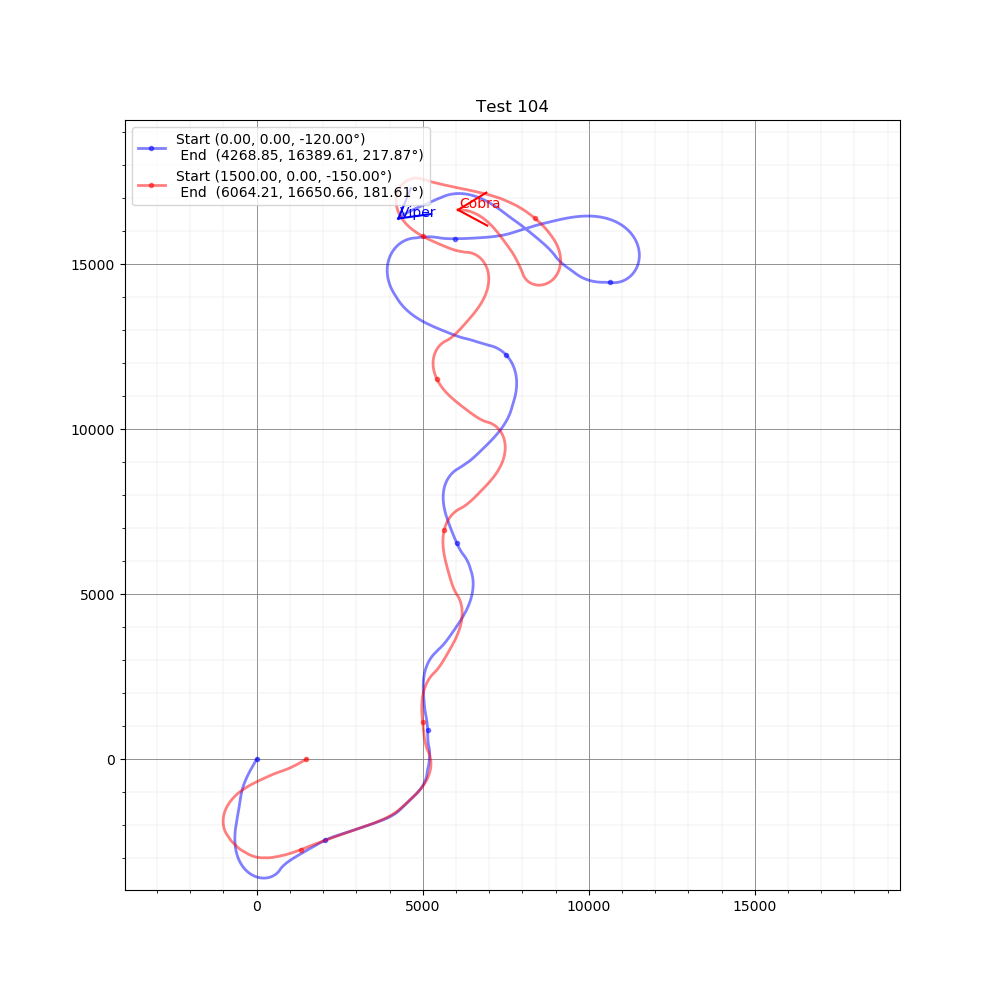 Test 104
Start (0.00, 0.00, -120.00°)
End (4268.85, 16389.61, 217.87°)
Start (1500.00, 0.00, -150.00°)
End (6064.21, 16650.66, 181.61°)
Cobra
Viper
15000
10000
5000
0
0
5000
10000
15000